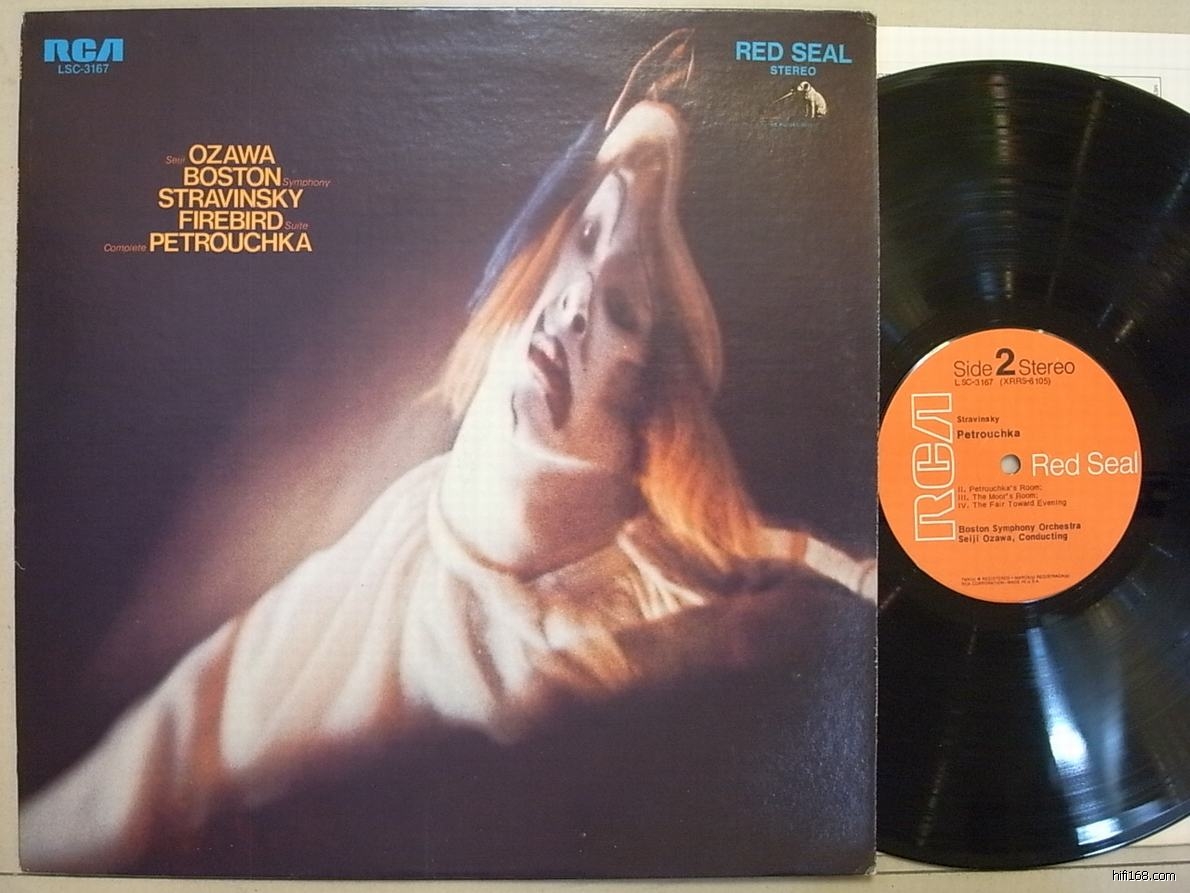 RCA
LSC-3167
RED SEAL
STEREO
Seiji OZAWA
BOSTON Symphony
STRAVINSKY
FIREBIRD Suite
Complete PETROUCHKA
Side 2 Stereo
LSC-3167 (XRRS-6105)
Stravinsky
Petrouchka
RCA
Red Seal
II. Petrouchka's Room;
III. The Moor's Room;
IV. The Fair Toward Evening
Boston Symphony Orchestra
Seiji Ozawa, Conducting
hifi168.com